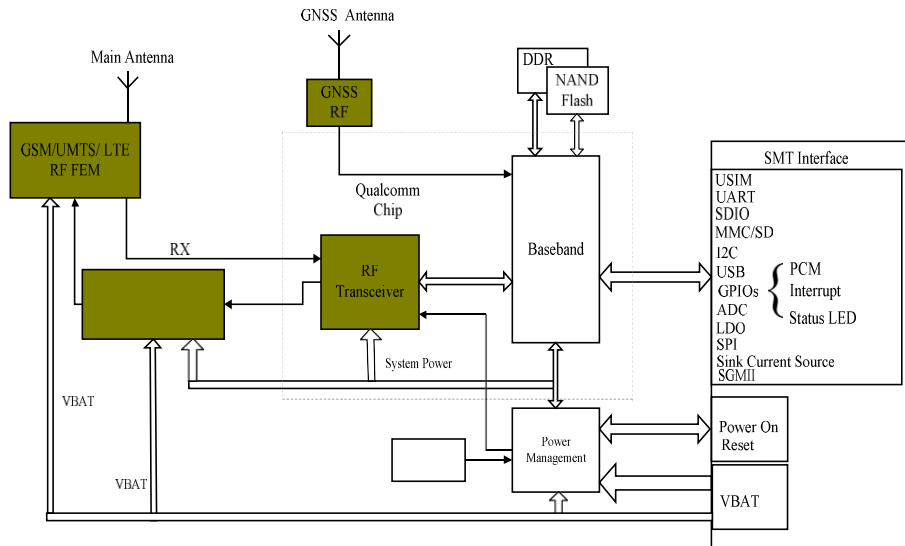 GNSS Antenna
Main Antenna
DDR
NAND
Flash
GNSS
RF
GSM/UMTS/ LTE
RF FEM
SMT Interface
Qualcomm
Chip
USIM
UART
SDIO
MMC/SD
I2C
USB
GPIOs
ADC
LDO
SPI
Sink Current Source
SGMII
PCM
Interrupt
Status LED
Baseband
RX
RF
Transceiver
System Power
VBAT
VBAT
Power
Management
Power On
Reset
VBAT